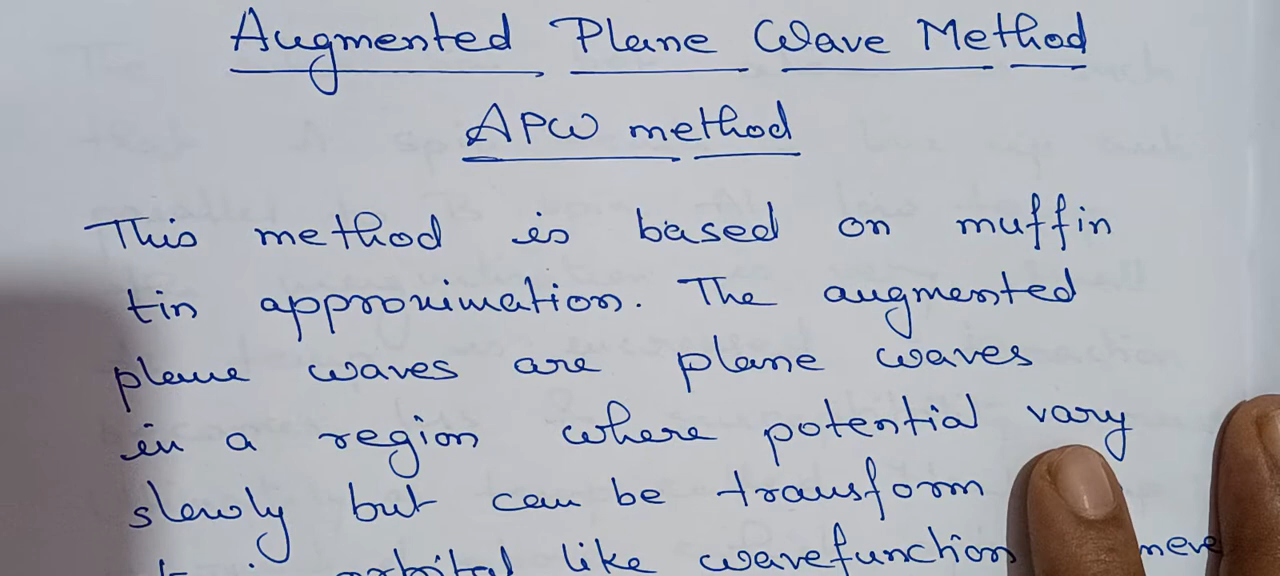 Augmented Plane Wave Method
APW method
This method is based on muffin
tin approximation. The augmented
plane waves are plane waves
in a region where potential vary
slowly but can be transform
orbital like wavefunction